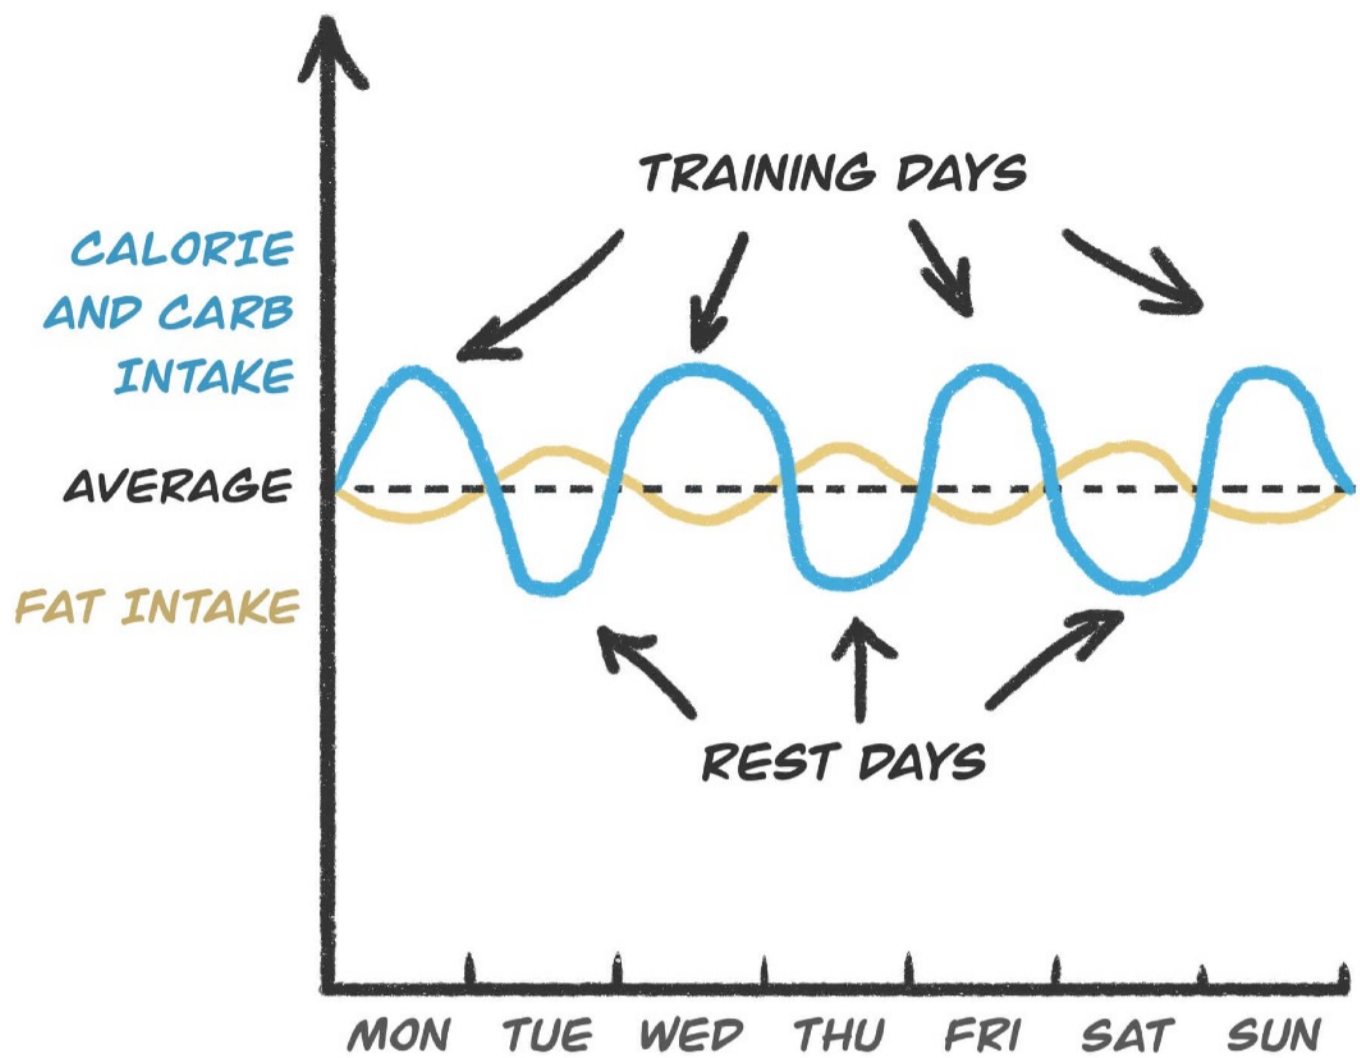 TRAINING DAYS
CALORIE
AND CARB
INTAKE
AVERAGE
FAT INTAKE
REST DAYS
MON TUE WED THU FRI SAT SUN